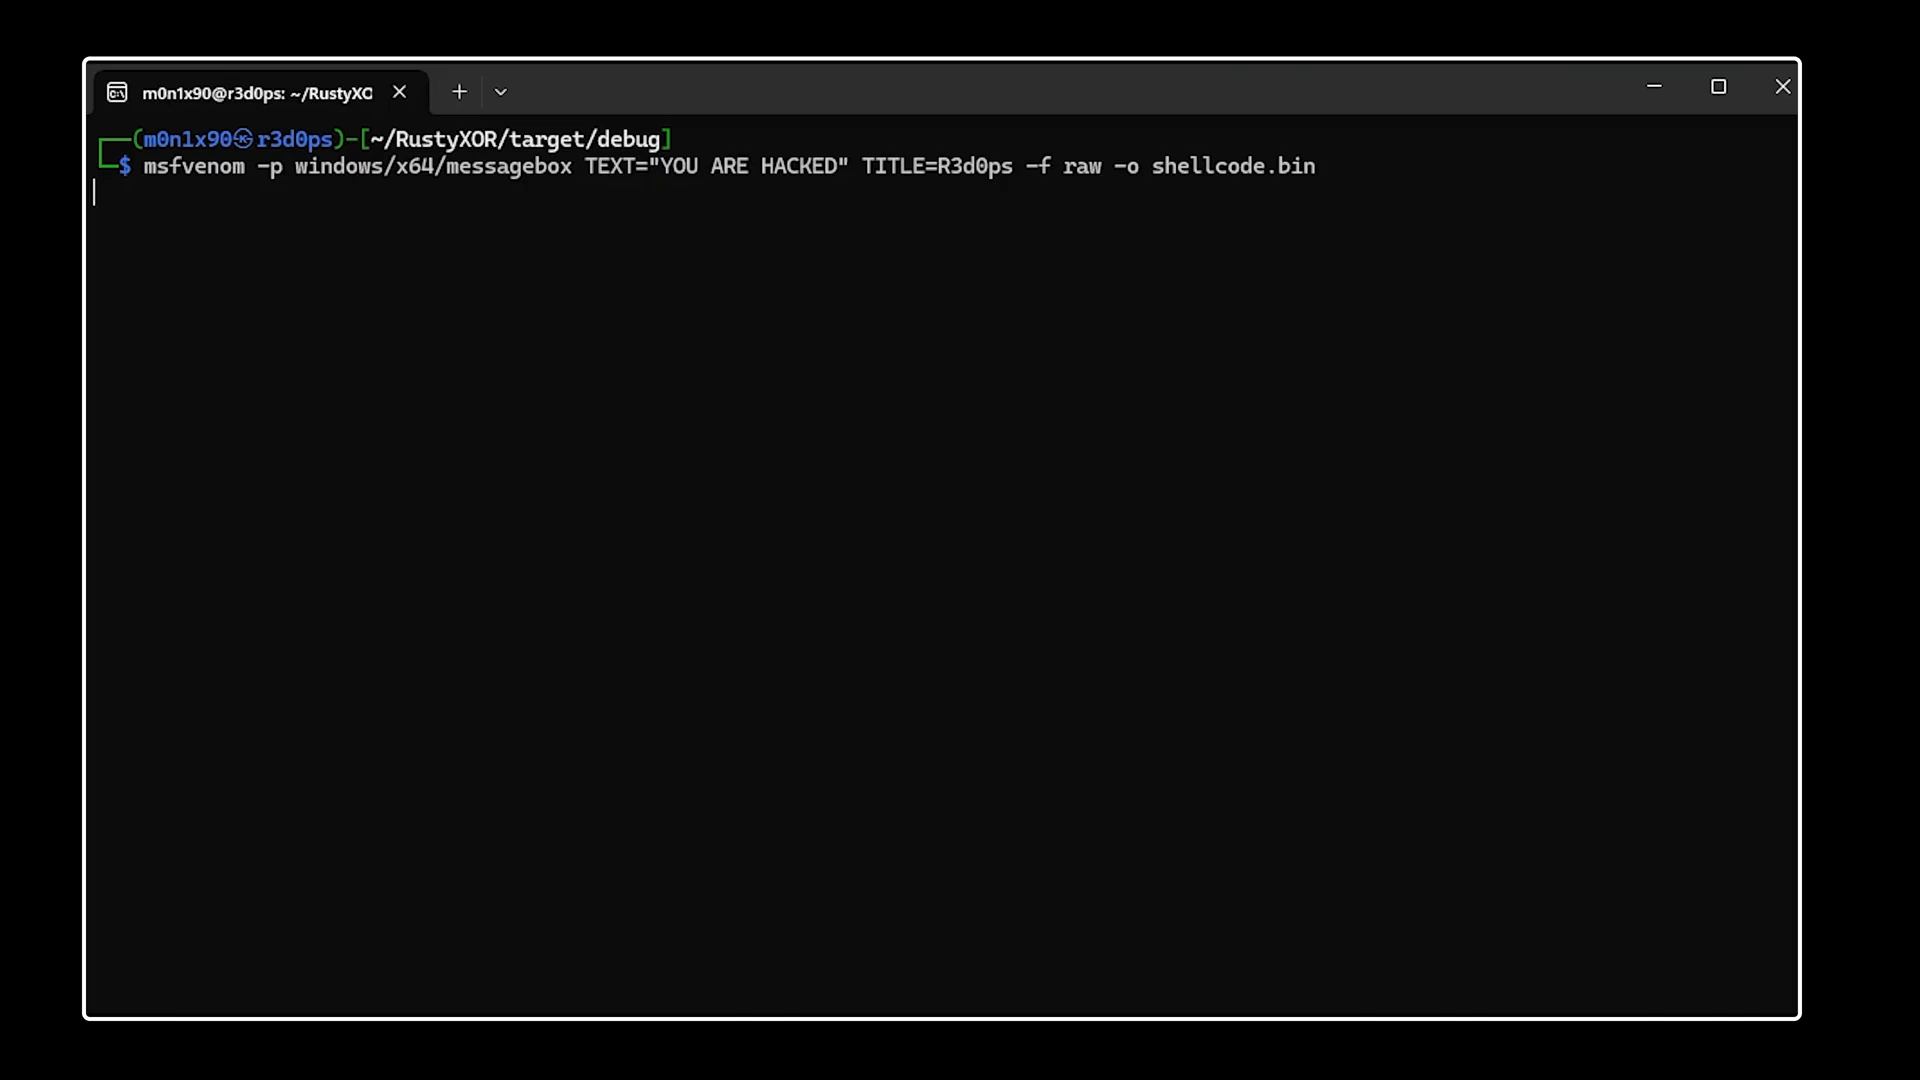 m0n1x90@r3d0ps: ~/RustyXO
(m0n1x90㉿r3d0ps)-[~/RustyXOR/target/debug]
$ msfvenom -p windows/x64/messagebox TEXT="YOU ARE HACKED" TITLE=R3d0ps -f raw -o shellcode.bin